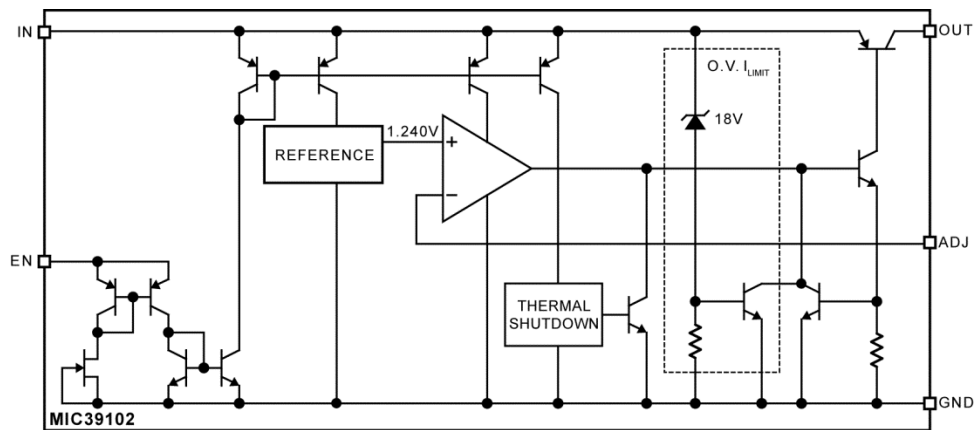 IN
OUT
O.V. ILIMIT
18V
1.240V
REFERENCE
+
−
ADJ
EN
THERMAL
SHUTDOWN
GND
MIC39102